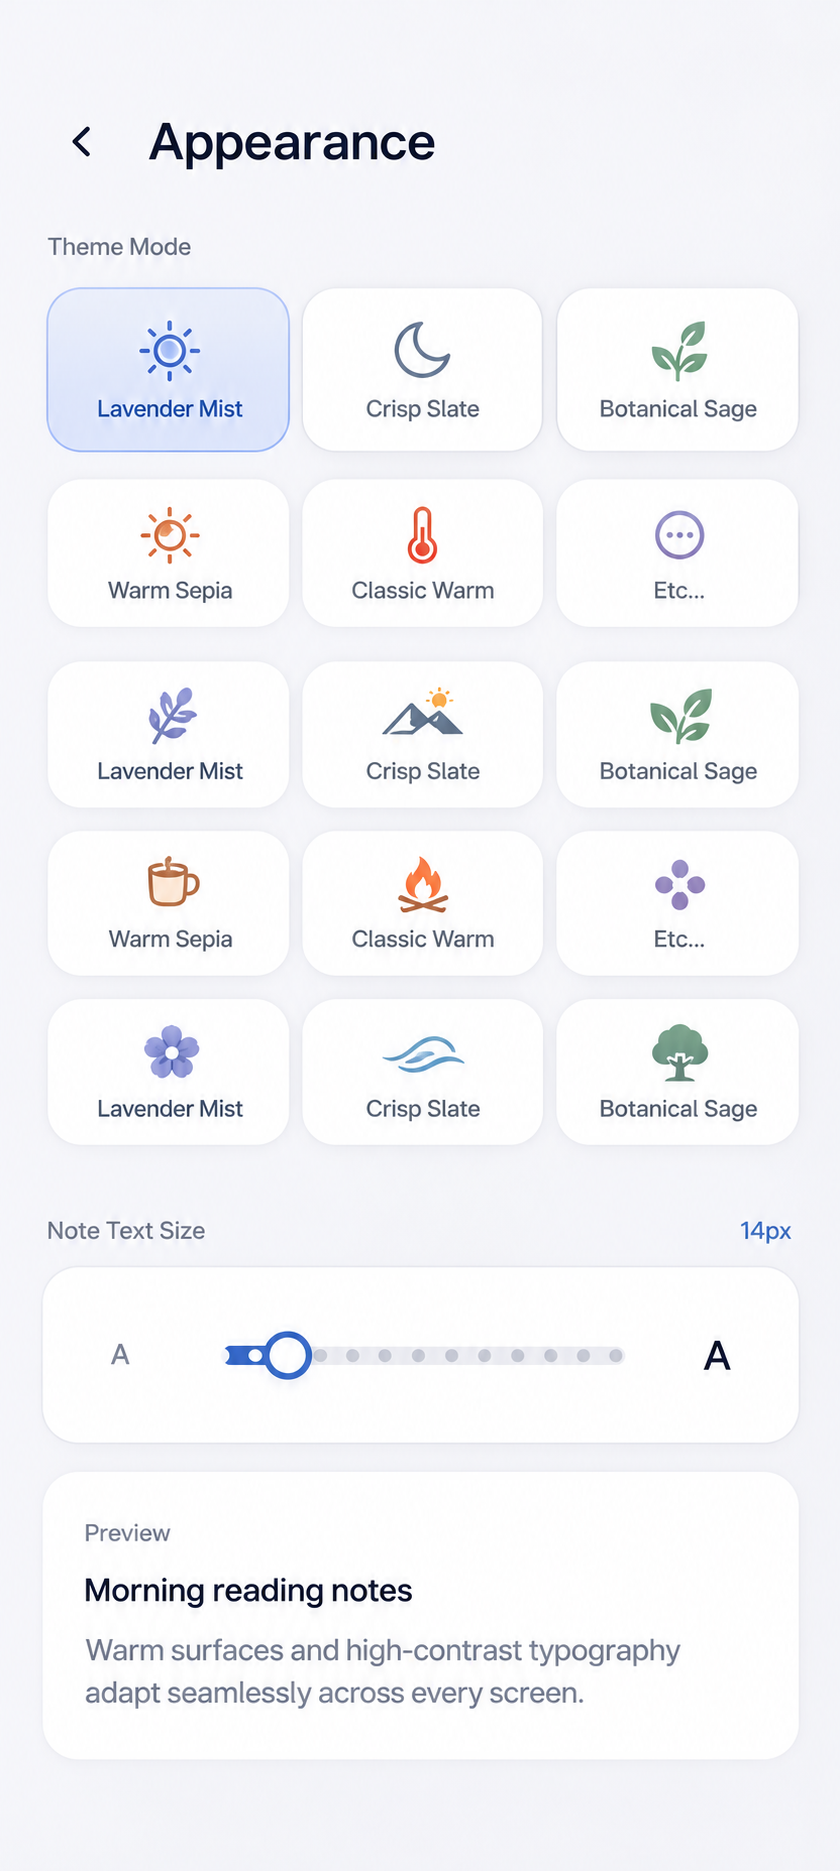 Appearance
Theme Mode
Lavender Mist
Crisp Slate
Botanical Sage
Warm Sepia
Classic Warm
Etc...
Lavender Mist
Crisp Slate
Botanical Sage
Warm Sepia
Classic Warm
Etc...
Lavender Mist
Crisp Slate
Botanical Sage
Note Text Size
14px
A
A
Preview
Morning reading notes
Warm surfaces and high-contrast typography
adapt seamlessly across every screen.